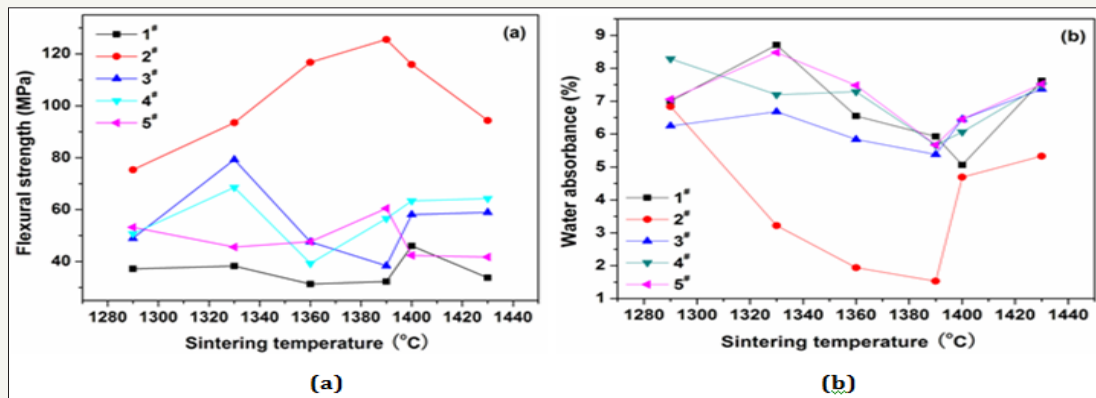 (a)
1#
2#
3#
4#
5#
120
100
80
60
40
Flexural strength (MPa)
1280 1300 1320 1340 1360 1380 1400 1420 1440
Sintering temperature (°C)
(a)
(b)
9
8
7
6
5
4
3
2
1
Water absorbance (%)
1#
2#
3#
4#
5#
1280 1300 1320 1340 1360 1380 1400 1420 1440
Sintering temperature (°C)
(b)